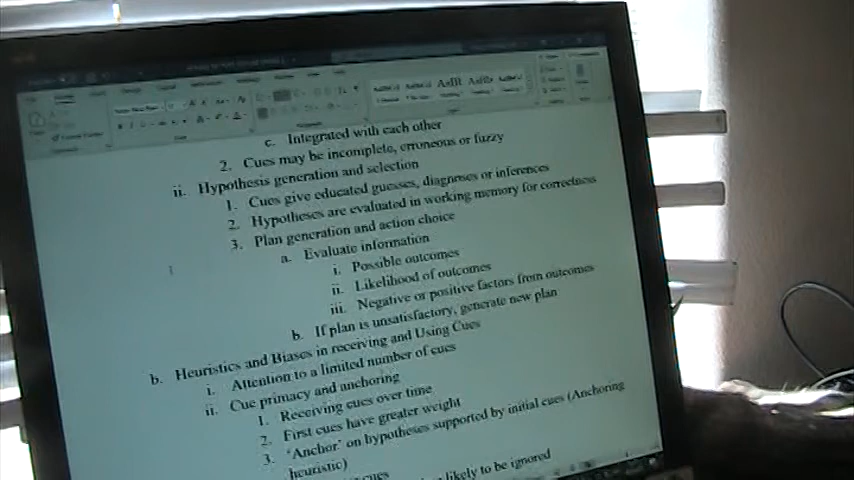 c. Integrated with each other
2. Cues may be incomplete, erroneous or fuzzy
ii. Hypothesis generation and selection
1. Cues give educated guesses, diagnoses or inferences
2. Hypotheses are evaluated in working memory for correctness
3. Plan generation and action choice
a. Evaluate information
i. Possible outcomes
ii. Likelihood of outcomes
iii. Negative or positive factors from outcomes
b. If plan is unsatisfactory, generate new plan
b. Heuristics and Biases in receiving and Using Cues
i. Attention to a limited number of cues
ii. Cue primacy and anchoring
1. Receiving cues over time
2. First cues have greater weight
3. 'Anchor' on hypotheses supported by initial cues (Anchoring
heuristic)
cues
likely to be ignored